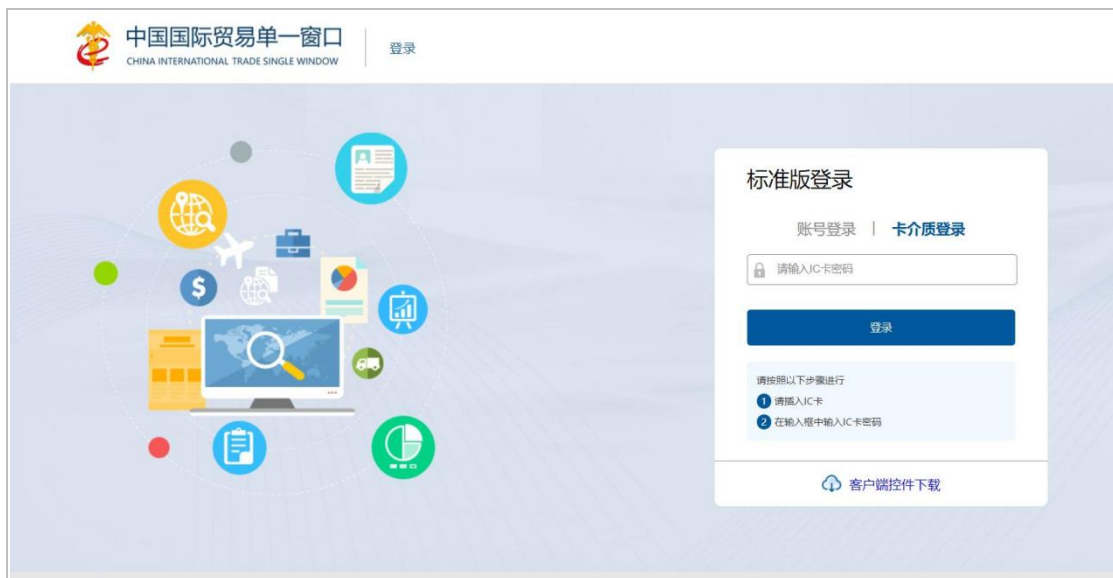 中国国际贸易单一窗口
CHINA INTERNATIONAL TRADE SINGLE WINDOW
登录
标准版登录
账号登录 | 卡介质登录
请输入IC卡密码
登录
请按照以下步骤进行
1 请插入IC卡
2 在输入框中输入IC卡密码
客户端控件下载
$